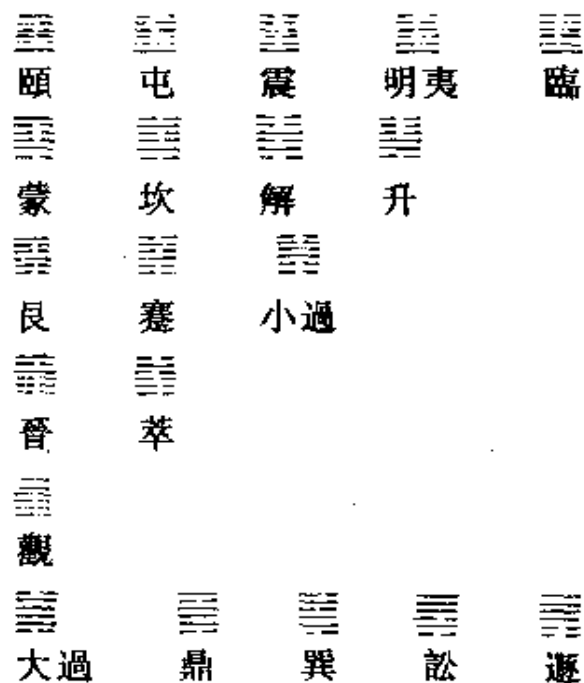 頤 屯 震 明夷 臨
蒙 坎 解 升
艮 蹇 小過
晉 萃
觀
大過 鼎 巽 訟 遯